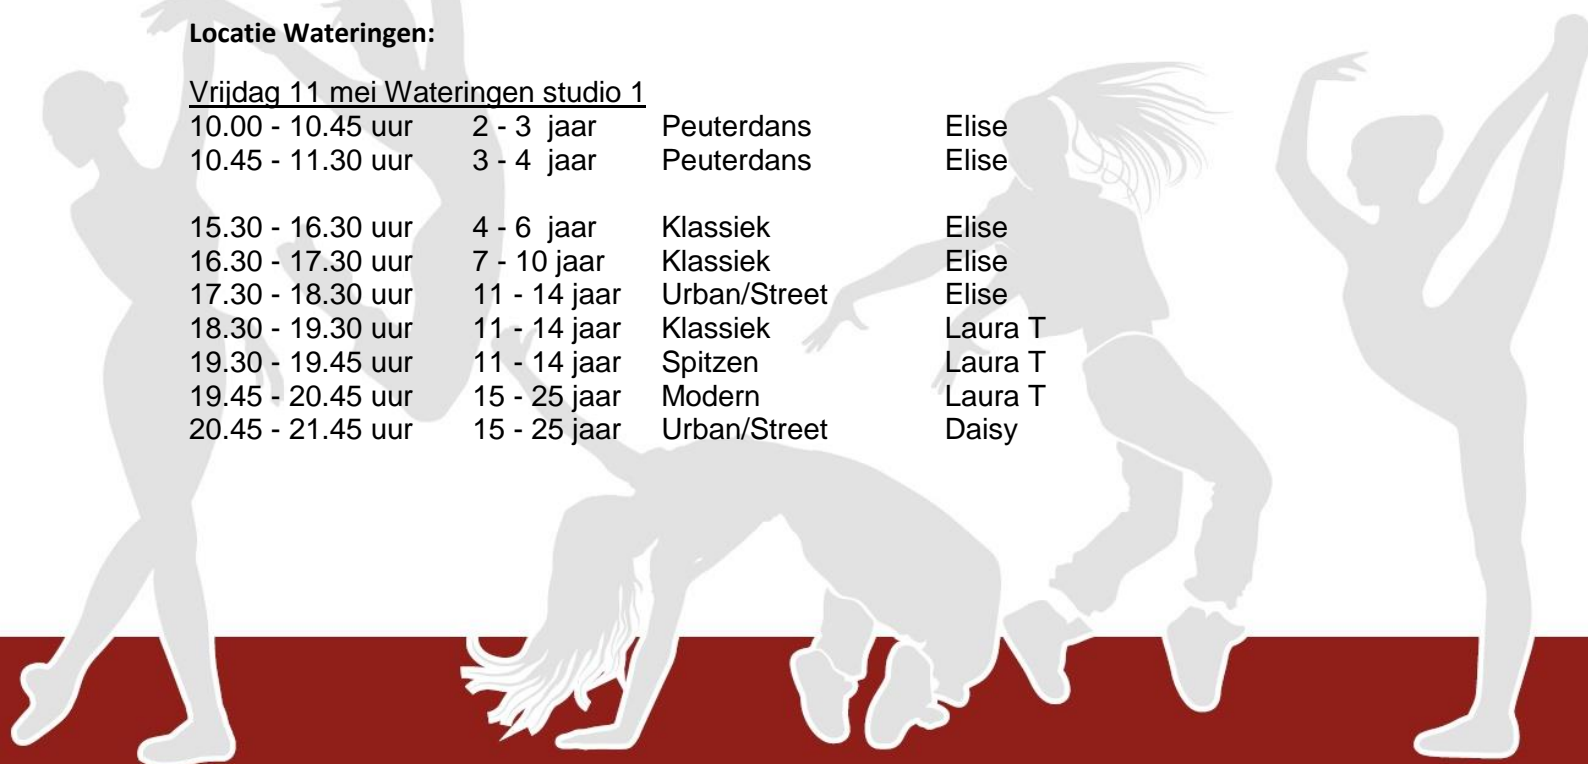 Locatie Wateringen:
Vrijdag 11 mei Wateringen studio 1
10.00 - 10.45 uur 2 - 3 jaar Peuterdans Elise
10.45 - 11.30 uur 3 - 4 jaar Peuterdans Elise
15.30 - 16.30 uur 4 - 6 jaar Klassiek Elise
16.30 - 17.30 uur 7 - 10 jaar Klassiek Elise
17.30 - 18.30 uur 11 - 14 jaar Urban/Street Elise
18.30 - 19.30 uur 11 - 14 jaar Klassiek Laura T
19.30 - 19.45 uur 11 - 14 jaar Spitzen Laura T
19.45 - 20.45 uur 15 - 25 jaar Modern Laura T
20.45 - 21.45 uur 15 - 25 jaar Urban/Street Daisy